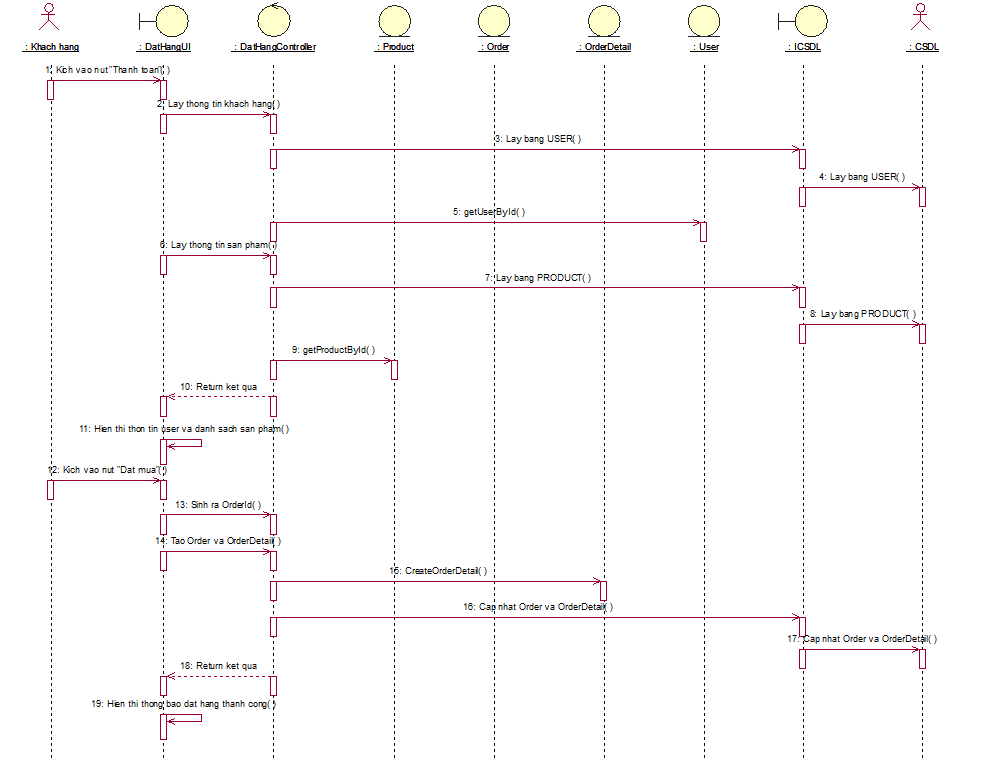 : Khach hang
: DatHangUI
: DatHangController
: Product
: Order
: OrderDetail
: User
: ICSDL
: CSDL
1: Kich vao nut "Thanh toan"( )
2: Lay thong tin khach hang( )
3: Lay bang USER( )
4: Lay bang USER( )
5: getUserById( )
6: Lay thong tin san pham( )
7: Lay bang PRODUCT( )
8: Lay bang PRODUCT( )
9: getProductById( )
10: Return ket qua
11: Hien thi thon tin user va danh sach san pham( )
12: Kich vao nut "Dat mua"( )
13: Sinh ra OrderId( )
14: Tao Order va OrderDetail( )
15: CreateOrderDetail( )
16: Cap nhat Order va OrderDetail( )
17: Cap nhat Order va OrderDetail( )
18: Return ket qua
19: Hien thi thong bao dat hang thanh cong( )